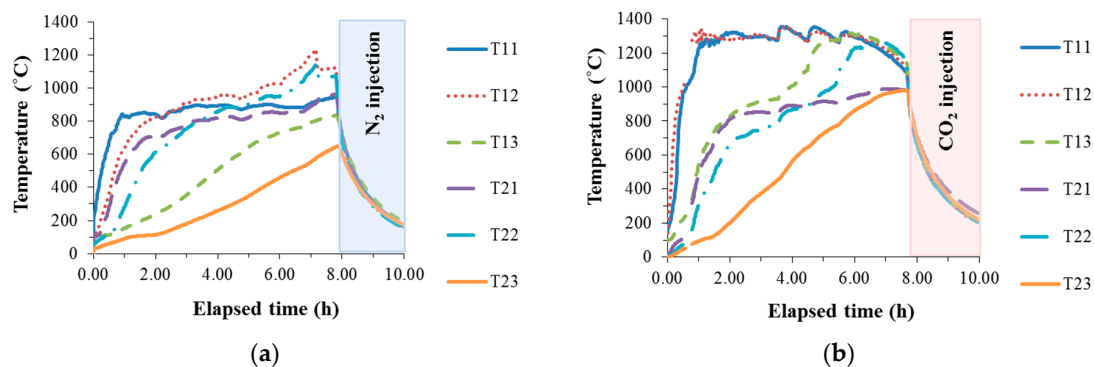 Temperature (˚C)
1400
1200
1000
800
600
400
200
0
0.00 2.00 4.00 6.00 8.00 10.00
Elapsed time (h)
N2 injection
T11
T12
T13
T21
T22
T23
(a)
Temperature (˚C)
1400
1200
1000
800
600
400
200
0
0.00 2.00 4.00 6.00 8.00 10.00
Elapsed time (h)
CO2 injection
T11
T12
T13
T21
T22
T23
(b)